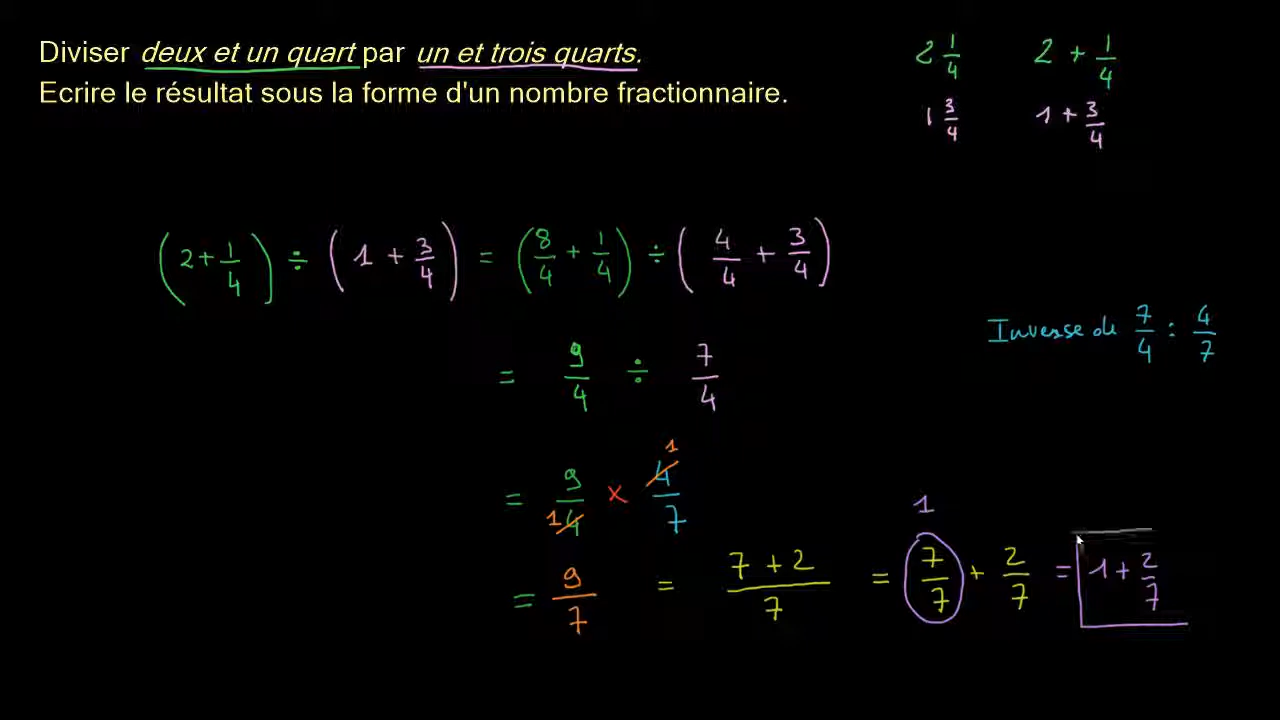 Diviser deux et un quart par un et trois quarts.
Ecrire le résultat sous la forme d'un nombre fractionnaire.
2 1/4 2 + 1/4
1 3/4 1 + 3/4
(2 + 1/4) ÷ (1 + 3/4) = (8/4 + 1/4) ÷ (4/4 + 3/4)
Inverse de 7/4 : 4/7
= 9/4 ÷ 7/4
1
= 9/4 × 4/7
1
1
= 9/7 = 7 + 2/7 = 7/7 + 2/7 = 1 + 2/7